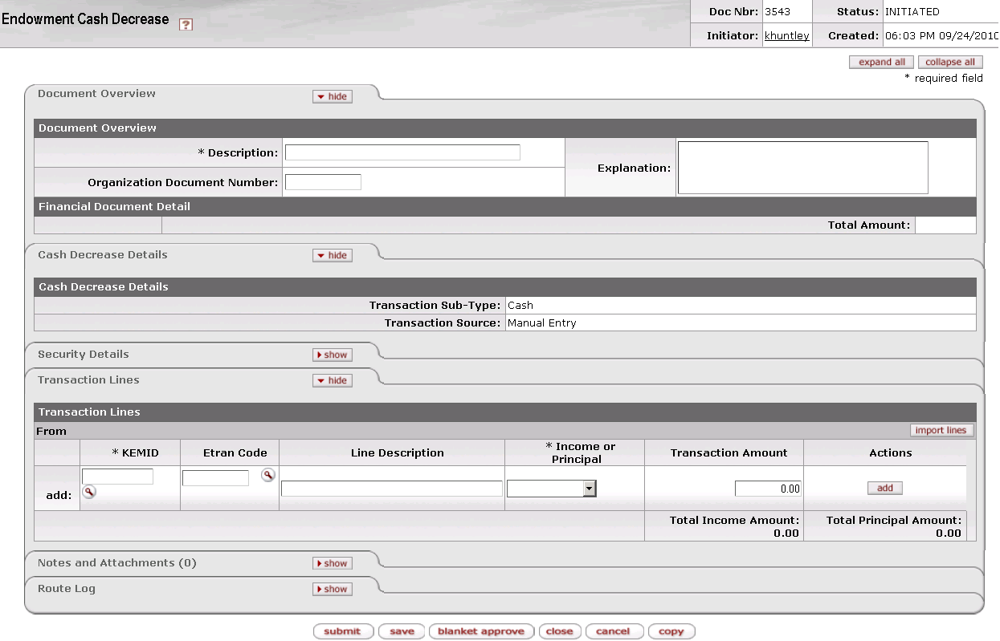 Endowment Cash Decrease ?
Doc Nbr: 3543 Status: INITIATED
Initiator: khuntley Created: 06:03 PM 09/24/2010
expand all collapse all
* required field
Document Overview hide
Document Overview
* Description: Explanation:
Organization Document Number:
Financial Document Detail
Total Amount:
Cash Decrease Details hide
Cash Decrease Details
Transaction Sub-Type: Cash
Transaction Source: Manual Entry
Security Details show
Transaction Lines hide
Transaction Lines
From import lines
* KEMID Etran Code Line Description * Income or Principal Transaction Amount Actions
add: 0.00 add
Total Income Amount: Total Principal Amount:
0.00 0.00
Notes and Attachments (0) show
Route Log show
submit save blanket approve close cancel copy